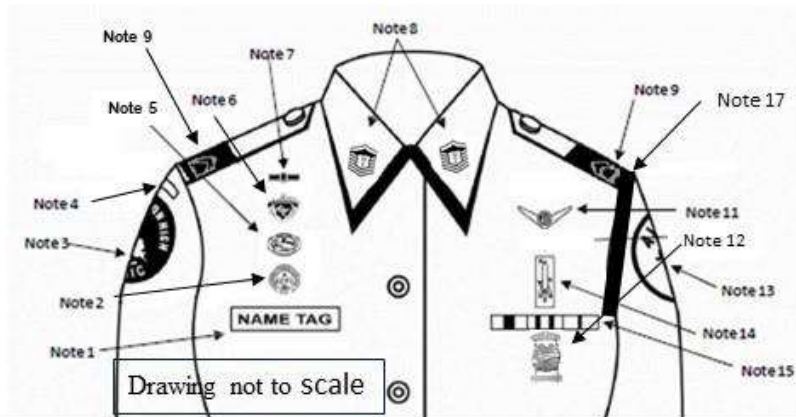 Note 8
Note 9
Note 7
Note 6
Note 9
Note 17
Note 5
Note 4
Note 11
Note 3
Note 12
Note 2
Note 13
NAME TAG
Note 14
Note 1
Note 15
Drawing not to scale